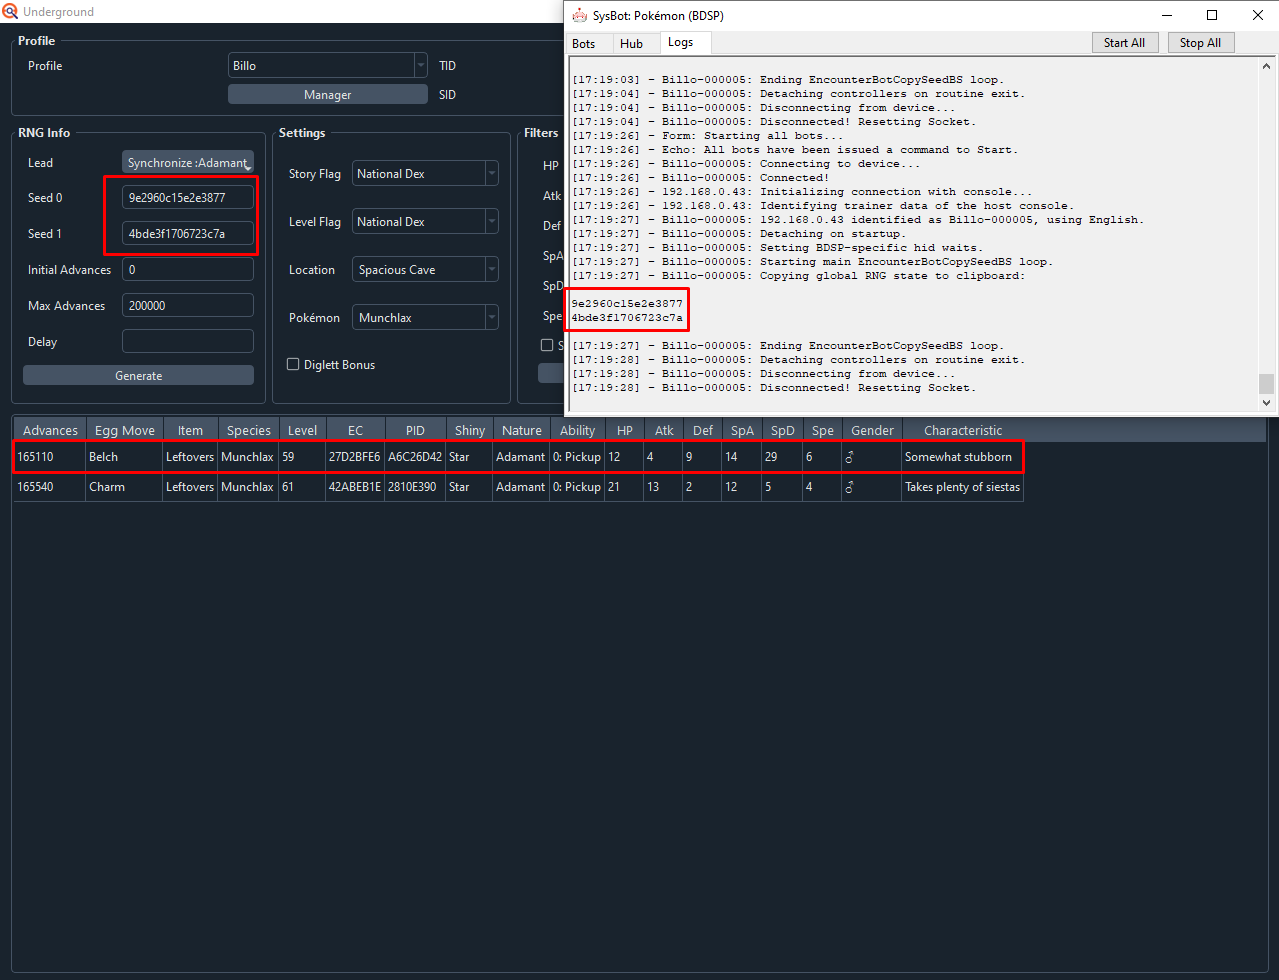 Underground
Profile
Profile
Billo
TID
Manager
SID
RNG Info
Lead
Synchronize :Adamant
Seed 0
9e2960c15e2e3877
Seed 1
4bde3f1706723c7a
Initial Advances
0
Max Advances
200000
Delay
Generate
Settings
Story Flag
National Dex
Level Flag
National Dex
Location
Spacious Cave
Pokémon
Munchlax
Diglett Bonus
Filters
HP
Atk
Def
SpA
SpD
Spe
S
SysBot: Pokémon (BDSP)
Bots Hub Logs
Start All
Stop All
[17:19:03] - Billo-000005: Ending EncounterBotCopySeedBS loop.
[17:19:04] - Billo-000005: Detaching controllers on routine exit.
[17:19:04] - Billo-000005: Disconnecting from device...
[17:19:04] - Billo-000005: Disconnected! Resetting Socket.
[17:19:26] - Form: Starting all bots...
[17:19:26] - Echo: All bots have been issued a command to Start.
[17:19:26] - Billo-000005: Connecting to device...
[17:19:26] - Billo-000005: Connected!
[17:19:26] - 192.168.0.43: Initializing connection with console...
[17:19:26] - 192.168.0.43: Identifying trainer data of the host console.
[17:19:27] - Billo-000005: 192.168.0.43 identified as Billo-000005, using English.
[17:19:27] - Billo-000005: Detaching on startup.
[17:19:27] - Billo-000005: Setting BDSP-specific hid waits.
[17:19:27] - Billo-000005: Starting main EncounterBotCopySeedBS loop.
[17:19:27] - Billo-000005: Copying global RNG state to clipboard:
9e2960c15e2e3877
4bde3f1706723c7a
[17:19:27] - Billo-000005: Ending EncounterBotCopySeedBS loop.
[17:19:28] - Billo-000005: Detaching controllers on routine exit.
[17:19:28] - Billo-000005: Disconnecting from device...
[17:19:28] - Billo-000005: Disconnected! Resetting Socket.
Advances Egg Move Item Species Level EC PID Shiny Nature Ability HP Atk Def SpA SpD Spe Gender Characteristic
165110 Belch Leftovers Munchlax 59 27D2BFE6 A6C26D42 Star Adamant 0: Pickup 12 4 9 14 29 6 ♂ Somewhat stubborn
165540 Charm Leftovers Munchlax 61 42ABEB1E 2810E390 Star Adamant 0: Pickup 21 13 2 12 5 4 ♂ Takes plenty of siestas